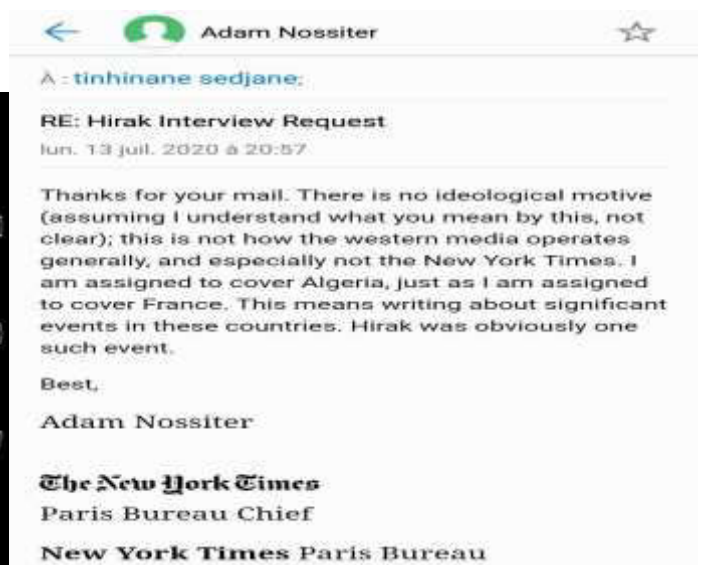 Adam Nossiter
À : tinhinane sedjane;
RE: Hirak Interview Request
lun. 13 juil. 2020 à 20:57
Thanks for your mail. There is no ideological motive
(assuming I understand what you mean by this, not
clear); this is not how the western media operates
generally, and especially not the New York Times. I
am assigned to cover Algeria, just as I am assigned
to cover France. This means writing about significant
events in these countries. Hirak was obviously one
such event.
Best,
Adam Nossiter
The New York Times
Paris Bureau Chief
New York Times Paris Bureau